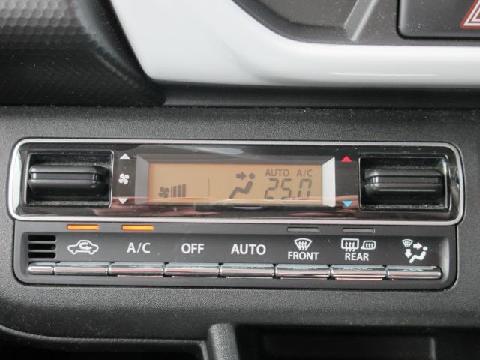 AUTO A/C
25.0
A/C OFF AUTO FRONT REAR